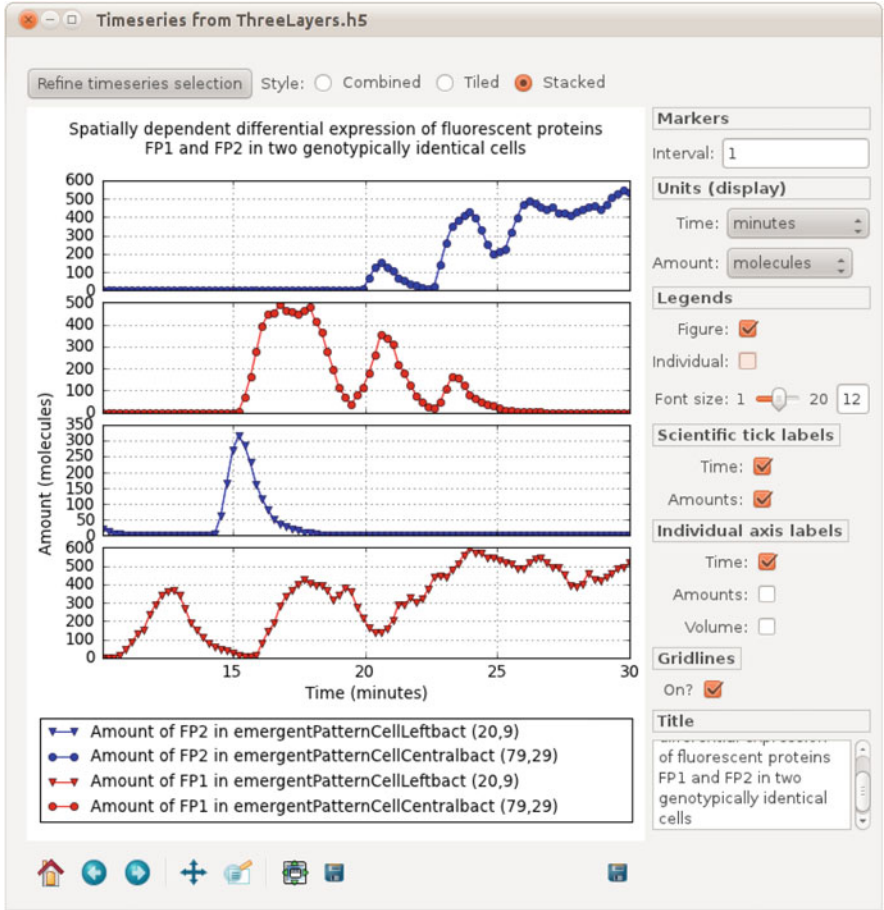 Timeseries from ThreeLayers.h5
Refine timeseries selection Style: Combined Tiled Stacked
Spatially dependent differential expression of fluorescent proteins
FP1 and FP2 in two genotypically identical cells
600
500
400
300
200
100
0
500
400
300
200
100
0
350
300
250
200
150
100
50
0
600
500
400
300
200
100
0
Amount (molecules)
15 20 25 30
Time (minutes)
Amount of FP2 in emergentPatternCellLeftbact (20,9)
Amount of FP2 in emergentPatternCellCentralbact (79,29)
Amount of FP1 in emergentPatternCellLeftbact (20,9)
Amount of FP1 in emergentPatternCellCentralbact (79,29)
Markers
Interval: 1
Units (display)
Time: minutes
Amount: molecules
Legends
Figure:
Individual:
Font size: 1 20 12
Scientific tick labels
Time:
Amounts:
Individual axis labels
Time:
Amounts:
Volume:
Gridlines
On?
Title
differential expression
of fluorescent proteins
FP1 and FP2 in two
genotypically identical
cells